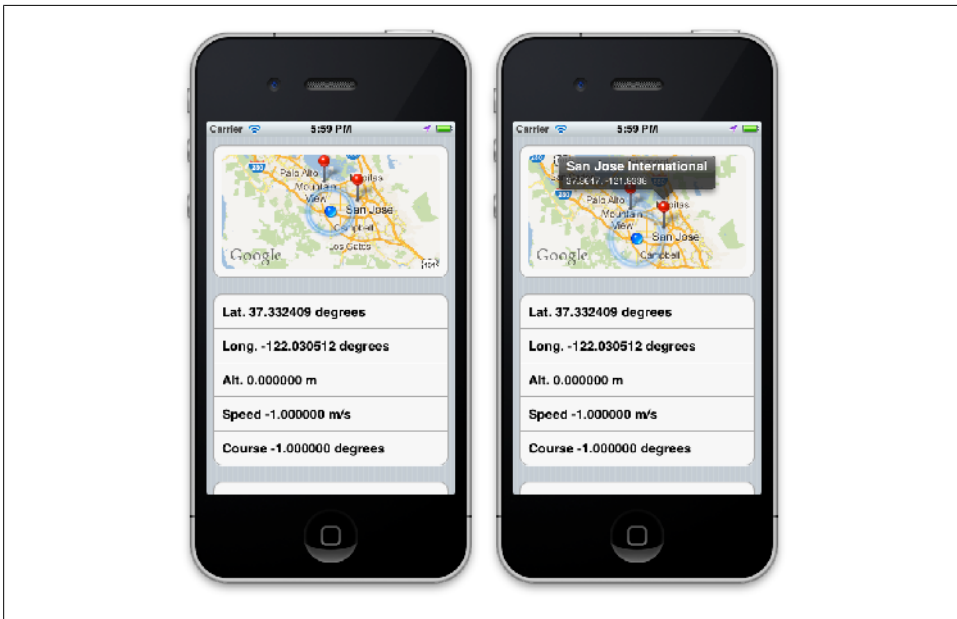 Carrier 5:59 PM
280
Palo Alto
Milpitas
Mountain
View
San Jose
Campbell
Los Gatos
Google
Lat. 37.332409 degrees
Long. -122.030512 degrees
Alt. 0.000000 m
Speed -1.000000 m/s
Course -1.000000 degrees
Carrier 5:59 PM
San Jose International
Palo Alto
Mountain
View
San Jose
Campbell
Google
Lat. 37.332409 degrees
Long. -122.030512 degrees
Alt. 0.000000 m
Speed -1.000000 m/s
Course -1.000000 degrees